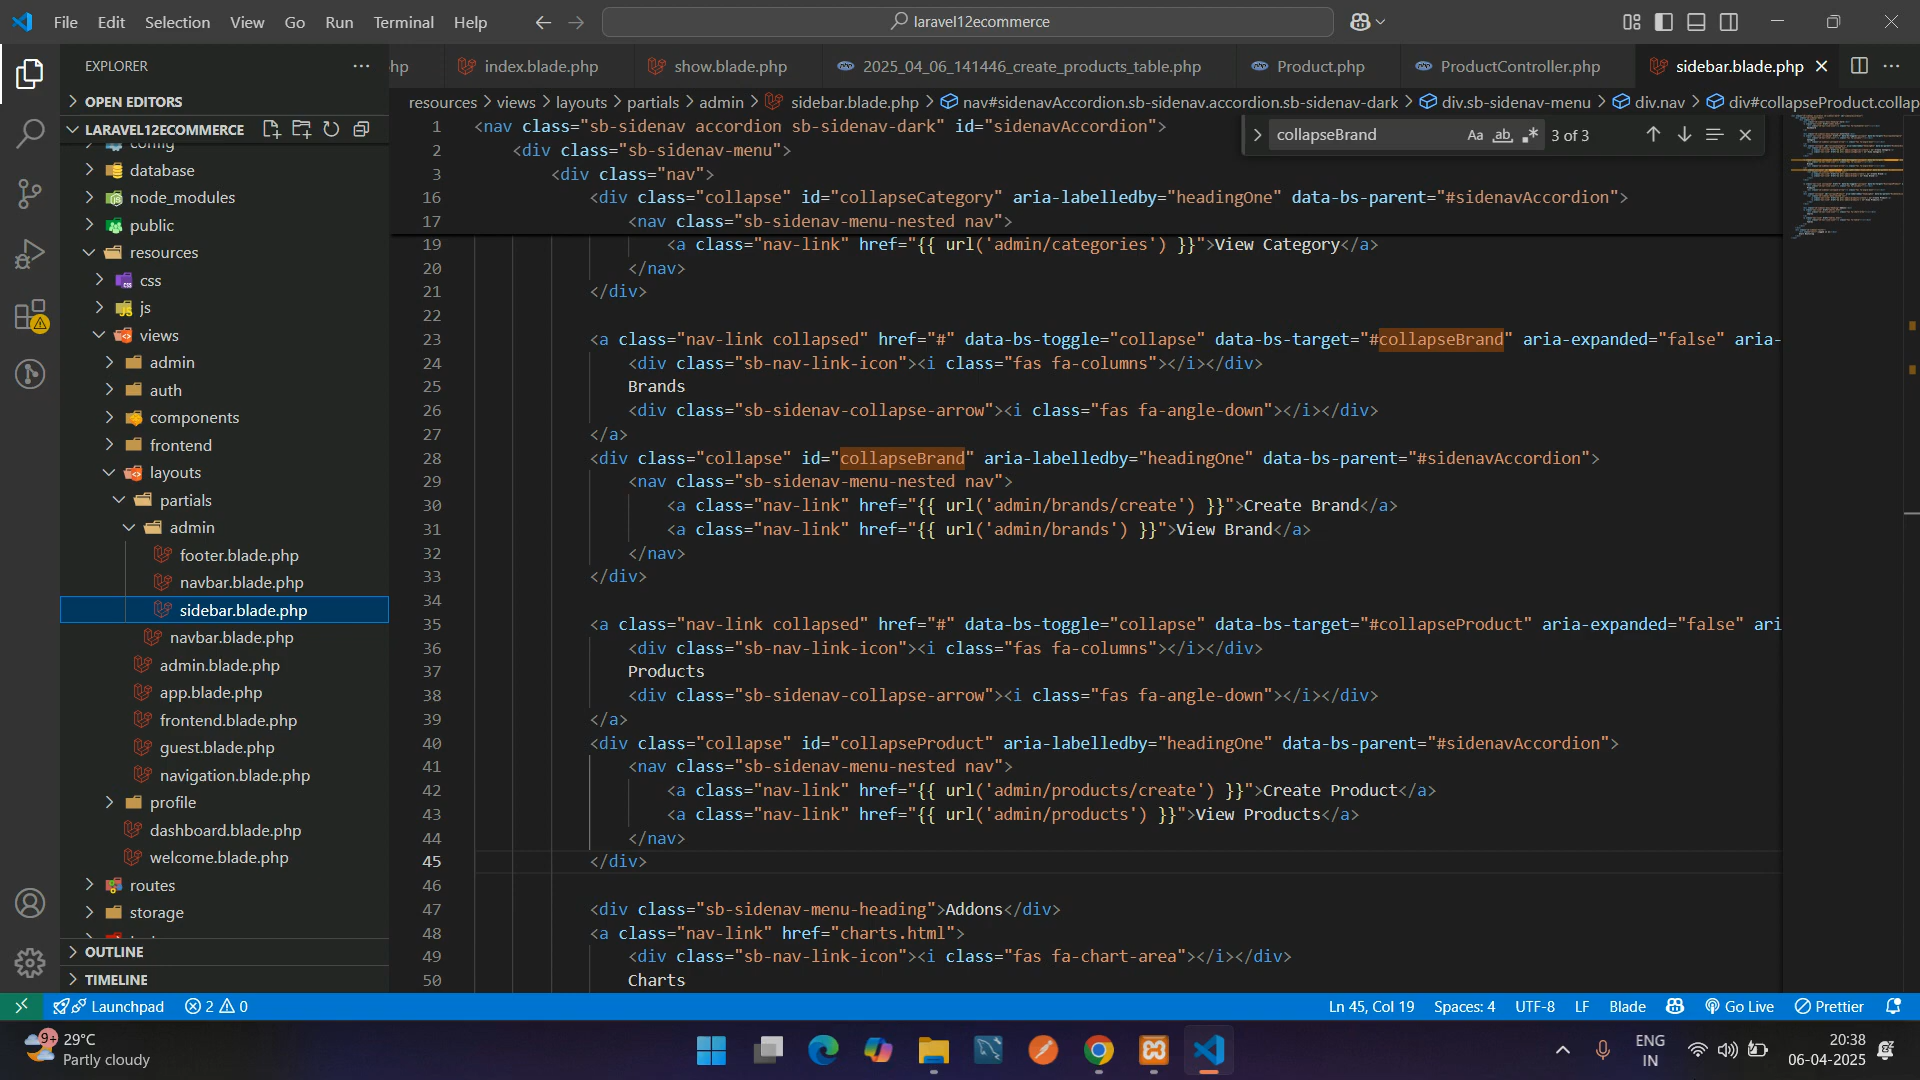 File Edit Selection View Go Run Terminal Help
laravel12ecommerce
EXPLORER
hp
index.blade.php
show.blade.php
2025_04_06_141446_create_products_table.php
Product.php
ProductController.php
sidebar.blade.php
OPEN EDITORS
resources > views > layouts > partials > admin > sidebar.blade.php > nav#sidenavAccordion.sb-sidenav.accordion.sb-sidenav-dark > div.sb-sidenav-menu > div.nav > div#collapseProduct.collap
LARAVEL12ECOMMERCE
config
database
node_modules
public
resources
css
js
views
admin
auth
components
frontend
layouts
partials
admin
footer.blade.php
navbar.blade.php
sidebar.blade.php
navbar.blade.php
admin.blade.php
app.blade.php
frontend.blade.php
guest.blade.php
navigation.blade.php
profile
dashboard.blade.php
welcome.blade.php
routes
storage
OUTLINE
TIMELINE
collapseBrand Aa ab 3 of 3
1 <nav class="sb-sidenav accordion sb-sidenav-dark" id="sidenavAccordion">
2 <div class="sb-sidenav-menu">
3 <div class="nav">
16 <div class="collapse" id="collapseCategory" aria-labelledby="headingOne" data-bs-parent="#sidenavAccordion">
17 <nav class="sb-sidenav-menu-nested nav">
19 <a class="nav-link" href="{{ url('admin/categories') }}">View Category</a>
20 </nav>
21 </div>
22
23 <a class="nav-link collapsed" href="#" data-bs-toggle="collapse" data-bs-target="#collapseBrand" aria-expanded="false" aria-
24 <div class="sb-nav-link-icon"><i class="fas fa-columns"></i></div>
25 Brands
26 <div class="sb-sidenav-collapse-arrow"><i class="fas fa-angle-down"></i></div>
27 </a>
28 <div class="collapse" id="collapseBrand" aria-labelledby="headingOne" data-bs-parent="#sidenavAccordion">
29 <nav class="sb-sidenav-menu-nested nav">
30 <a class="nav-link" href="{{ url('admin/brands/create') }}">Create Brand</a>
31 <a class="nav-link" href="{{ url('admin/brands') }}">View Brand</a>
32 </nav>
33 </div>
34
35 <a class="nav-link collapsed" href="#" data-bs-toggle="collapse" data-bs-target="#collapseProduct" aria-expanded="false" ari
36 <div class="sb-nav-link-icon"><i class="fas fa-columns"></i></div>
37 Products
38 <div class="sb-sidenav-collapse-arrow"><i class="fas fa-angle-down"></i></div>
39 </a>
40 <div class="collapse" id="collapseProduct" aria-labelledby="headingOne" data-bs-parent="#sidenavAccordion">
41 <nav class="sb-sidenav-menu-nested nav">
42 <a class="nav-link" href="{{ url('admin/products/create') }}">Create Product</a>
43 <a class="nav-link" href="{{ url('admin/products') }}">View Products</a>
44 </nav>
45 </div>
46
47 <div class="sb-sidenav-menu-heading">Addons</div>
48 <a class="nav-link" href="charts.html">
49 <div class="sb-nav-link-icon"><i class="fas fa-chart-area"></i></div>
50 Charts
Launchpad 2 0 Ln 45, Col 19 Spaces: 4 UTF-8 LF Blade Go Live Prettier
9+
29°C
Partly cloudy
ENG
IN
20:38
06-04-2025